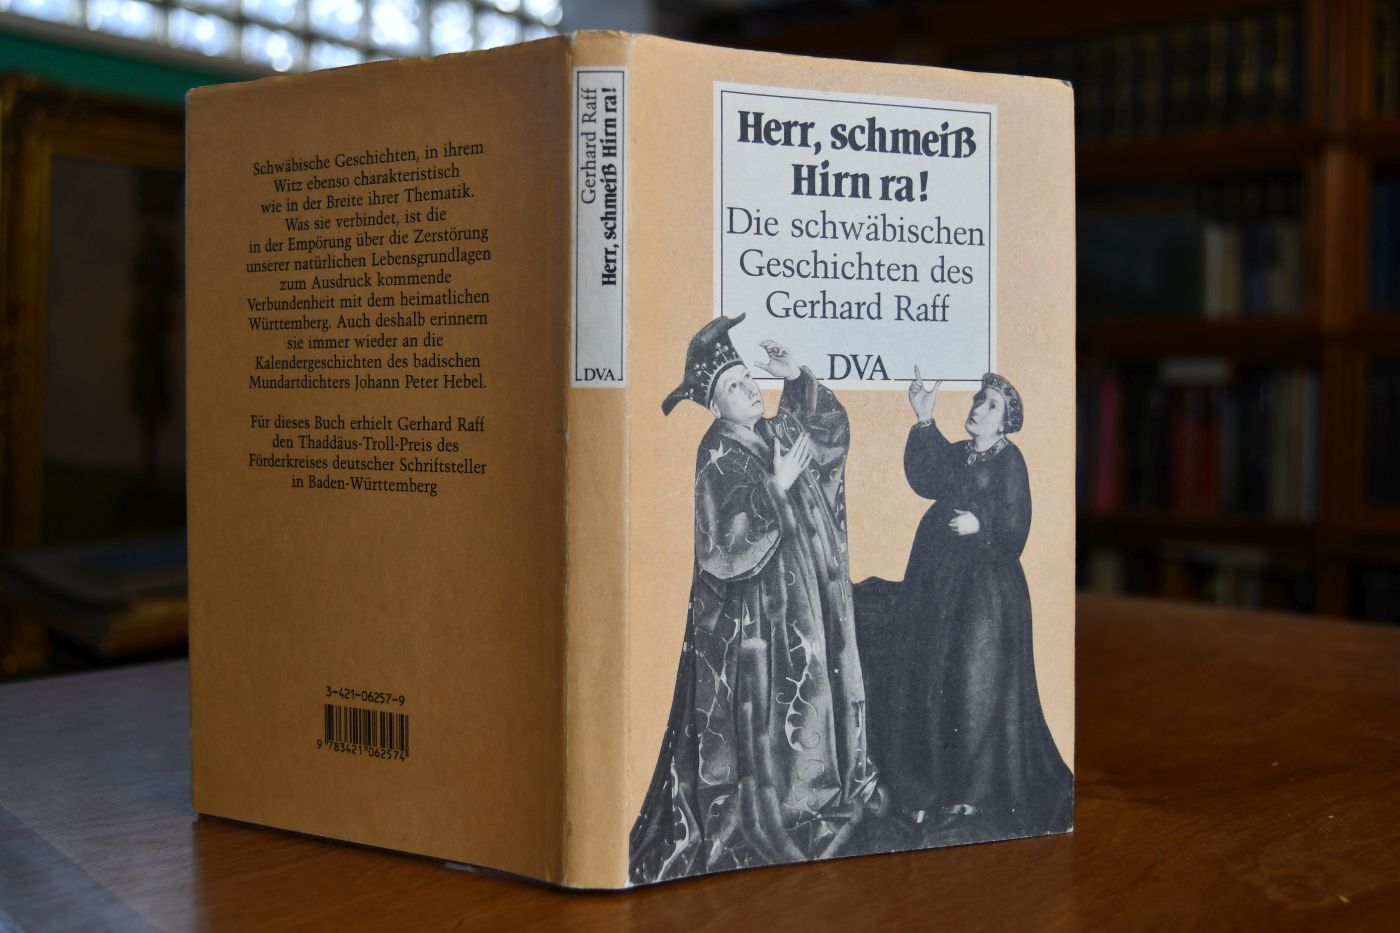 Schwäbische Geschichten, in ihrem
Witz ebenso charakteristisch
wie in der Breite ihrer Thematik.
Was sie verbindet, ist die
in der Empörung über die Zerstörung
unserer natürlichen Lebensgrundlagen
zum Ausdruck kommende
Verbundenheit mit dem heimatlichen
Württemberg. Auch deshalb erinnern
sie immer wieder an die
Kalendergeschichten des badischen
Mundartdichters Johann Peter Hebel.
Für dieses Buch erhielt Gerhard Raff
den Thaddäus-Troll-Preis des
Förderkreises deutscher Schriftsteller
in Baden-Württemberg
3-421-06257-9
9 783421 062574
Gerhard Raff
Herr, schmeiß Hirn ra!
DVA
Herr, schmeiß
Hirn ra!
Die schwäbischen
Geschichten des
Gerhard Raff
DVA